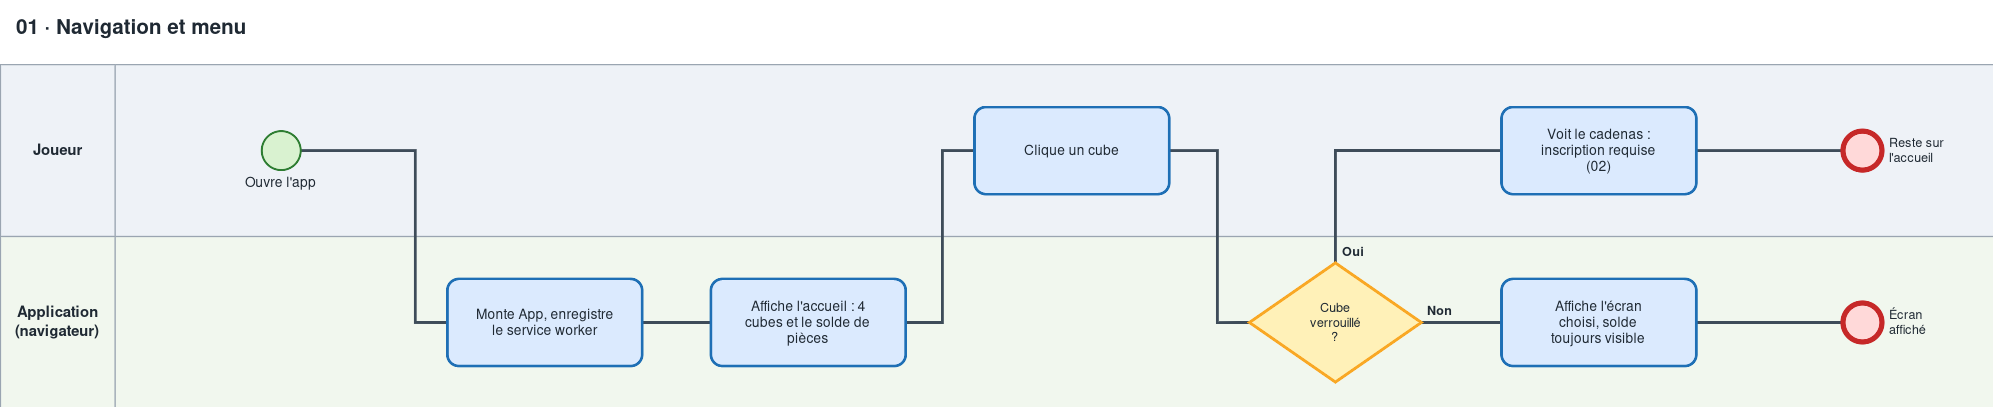 01 · Navigation et menu
Joueur
Ouvre l'app
Clique un cube
Voit le cadenas :
inscription requise
(02)
Reste sur
l'accueil
Application
(navigateur)
Monte App, enregistre
le service worker
Affiche l'accueil : 4
cubes et le solde de
pièces
Cube
verrouillé
?
Oui
Non
Affiche l'écran
choisi, solde
toujours visible
Écran
affiché